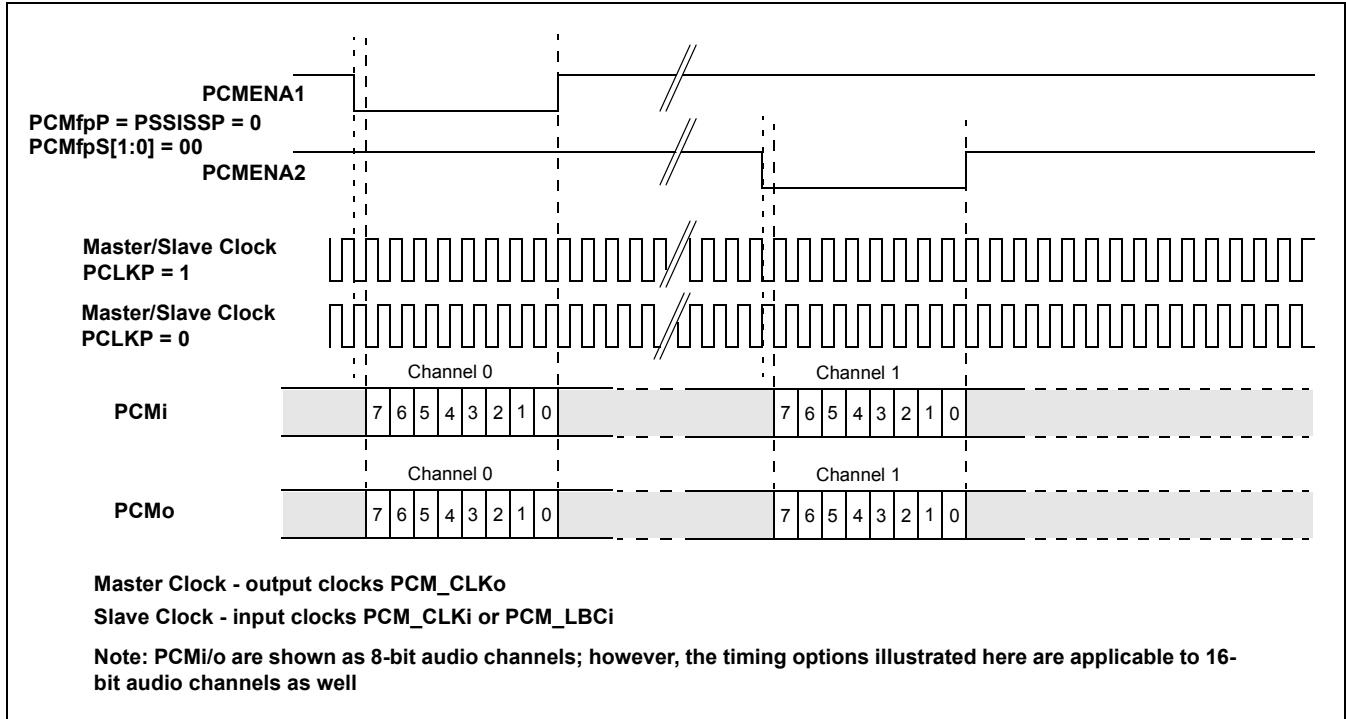 PCMENA1
PCMfpP = PSSISSP = 0
PCMfpS[1:0] = 00
PCMENA2
Master/Slave Clock
PCLKP = 1
Master/Slave Clock
PCLKP = 0
Channel 0 Channel 1
PCMi 7 6 5 4 3 2 1 0 7 6 5 4 3 2 1 0
Channel 0 Channel 1
PCMo 7 6 5 4 3 2 1 0 7 6 5 4 3 2 1 0
Master Clock - output clocks PCM_CLKo
Slave Clock - input clocks PCM_CLKi or PCM_LBCi
Note: PCMi/o are shown as 8-bit audio channels; however, the timing options illustrated here are applicable to 16-
bit audio channels as well